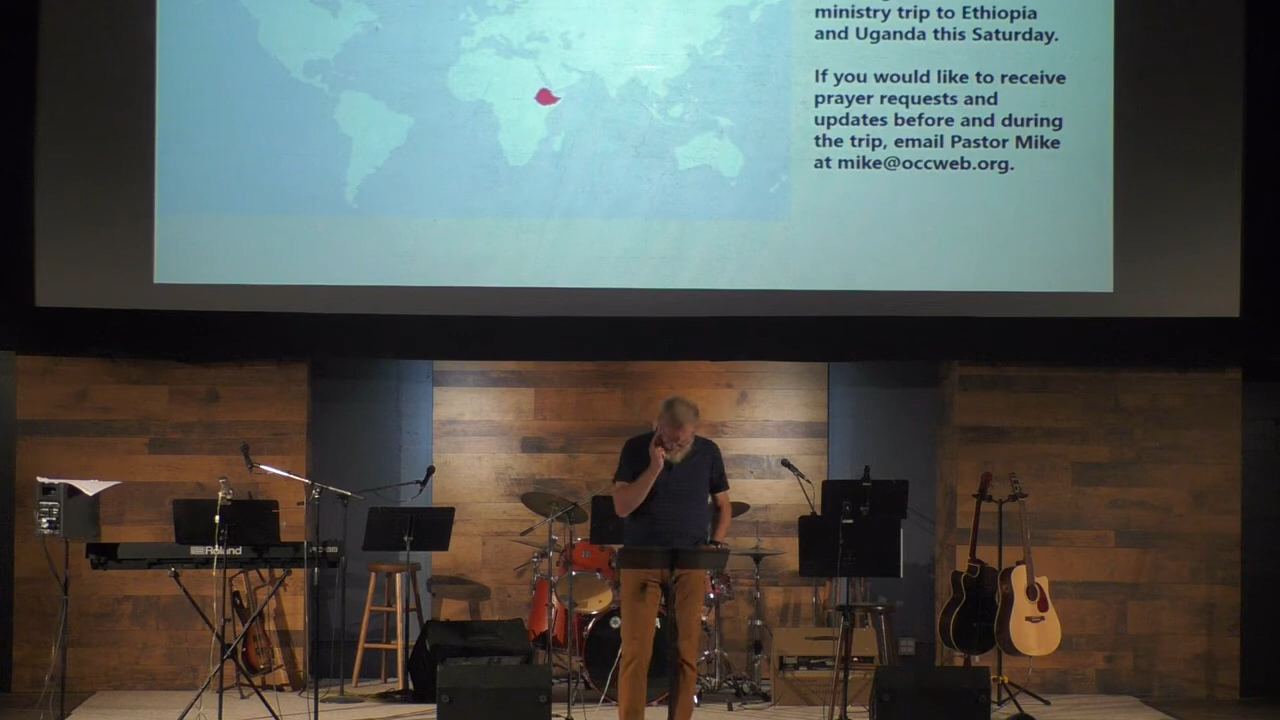 ministry trip to Ethiopia
and Uganda this Saturday.
If you would like to receive
prayer requests and
updates before and during
the trip, email Pastor Mike
at mike@occweb.org.
Roland